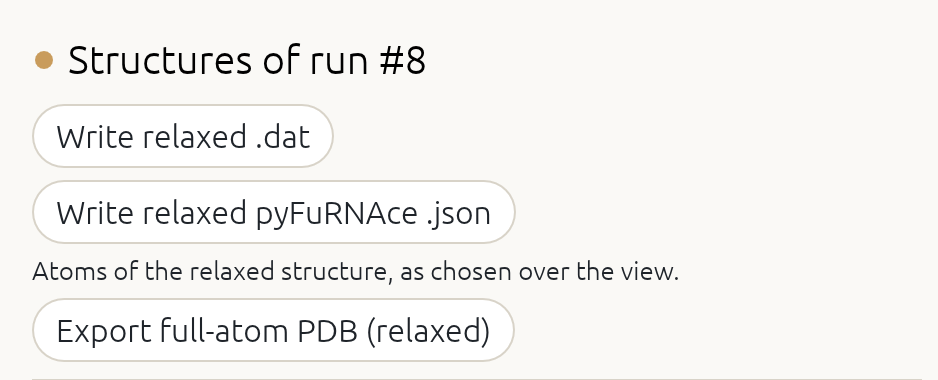 Structures of run #8
Write relaxed .dat
Write relaxed pyFuRNAce .json
Atoms of the relaxed structure, as chosen over the view.
Export full-atom PDB (relaxed)